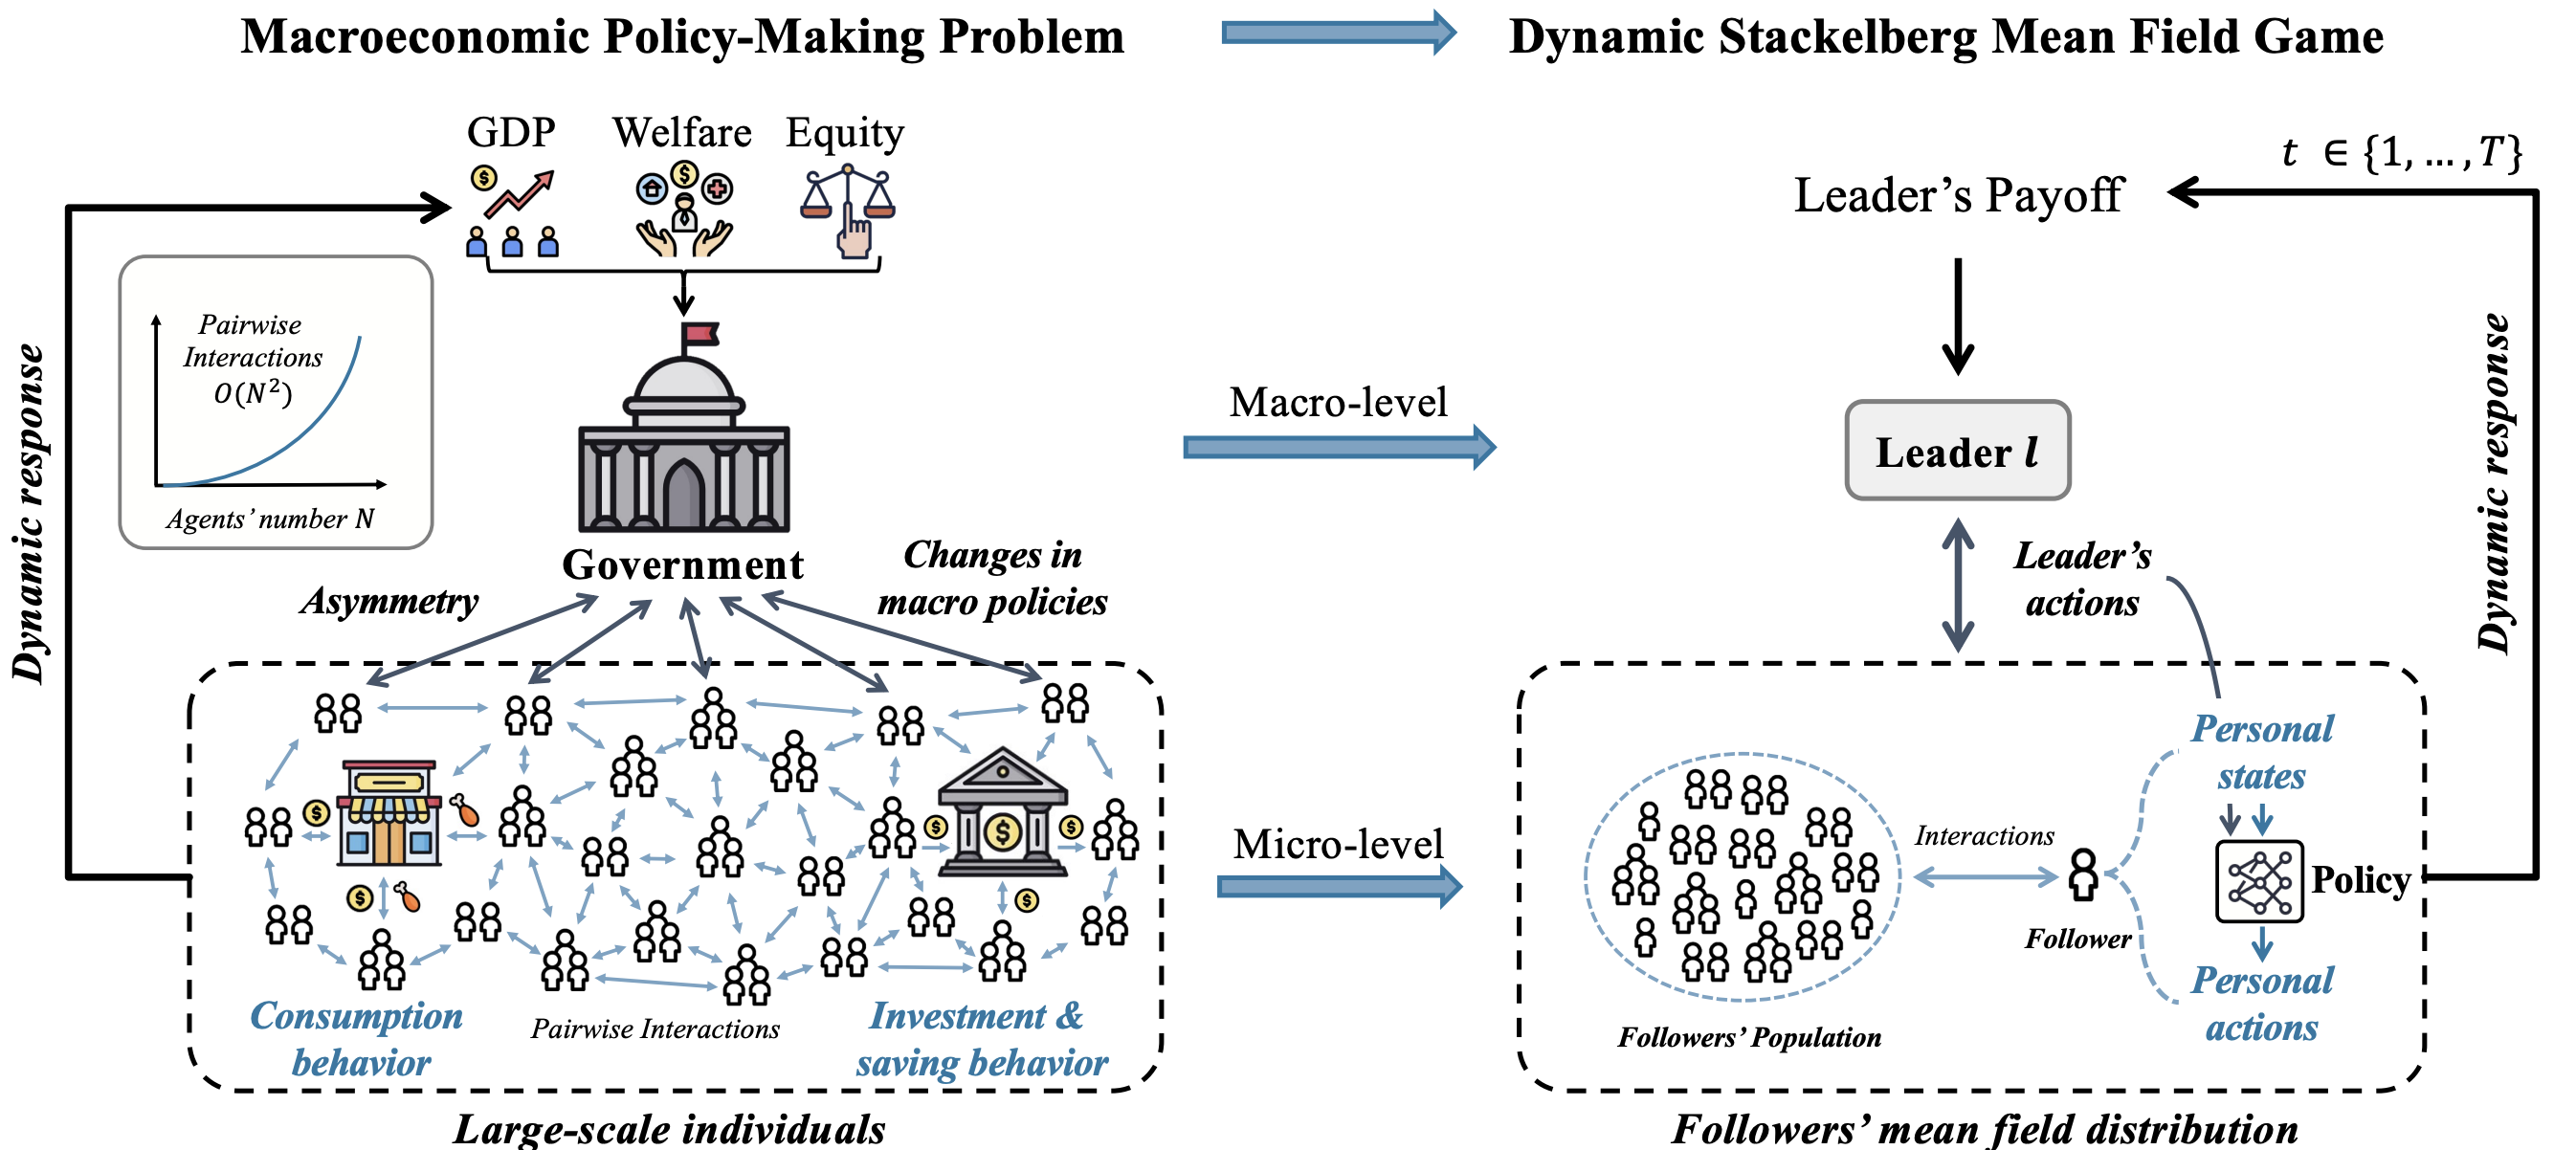 Macroeconomic Policy-Making Problem
Dynamic Stackelberg Mean Field Game
GDP
Welfare
Equity
Dynamic response
Pairwise
Interactions
O(N²)
Agents' number N
Government
Asymmetry
Changes in
macro policies
Consumption
behavior
Pairwise Interactions
Investment &
saving behavior
Large-scale individuals
Macro-level
Micro-level
t ∈ {1, … , T}
Leader's Payoff
Leader l
Leader's
actions
Dynamic response
Personal
states
Interactions
Policy
Follower
Personal
actions
Followers' Population
Followers' mean field distribution